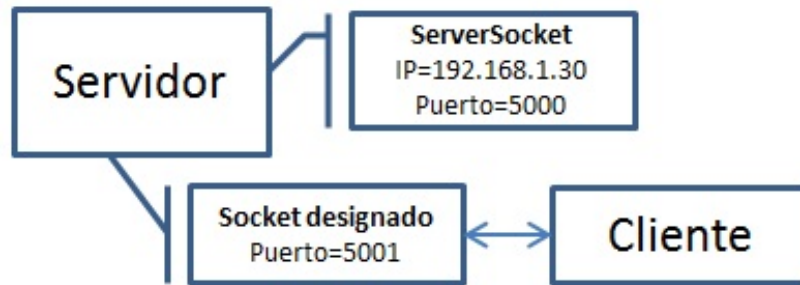 Servidor
ServerSocket
IP=192.168.1.30
Puerto=5000
Socket designado
Puerto=5001
Cliente